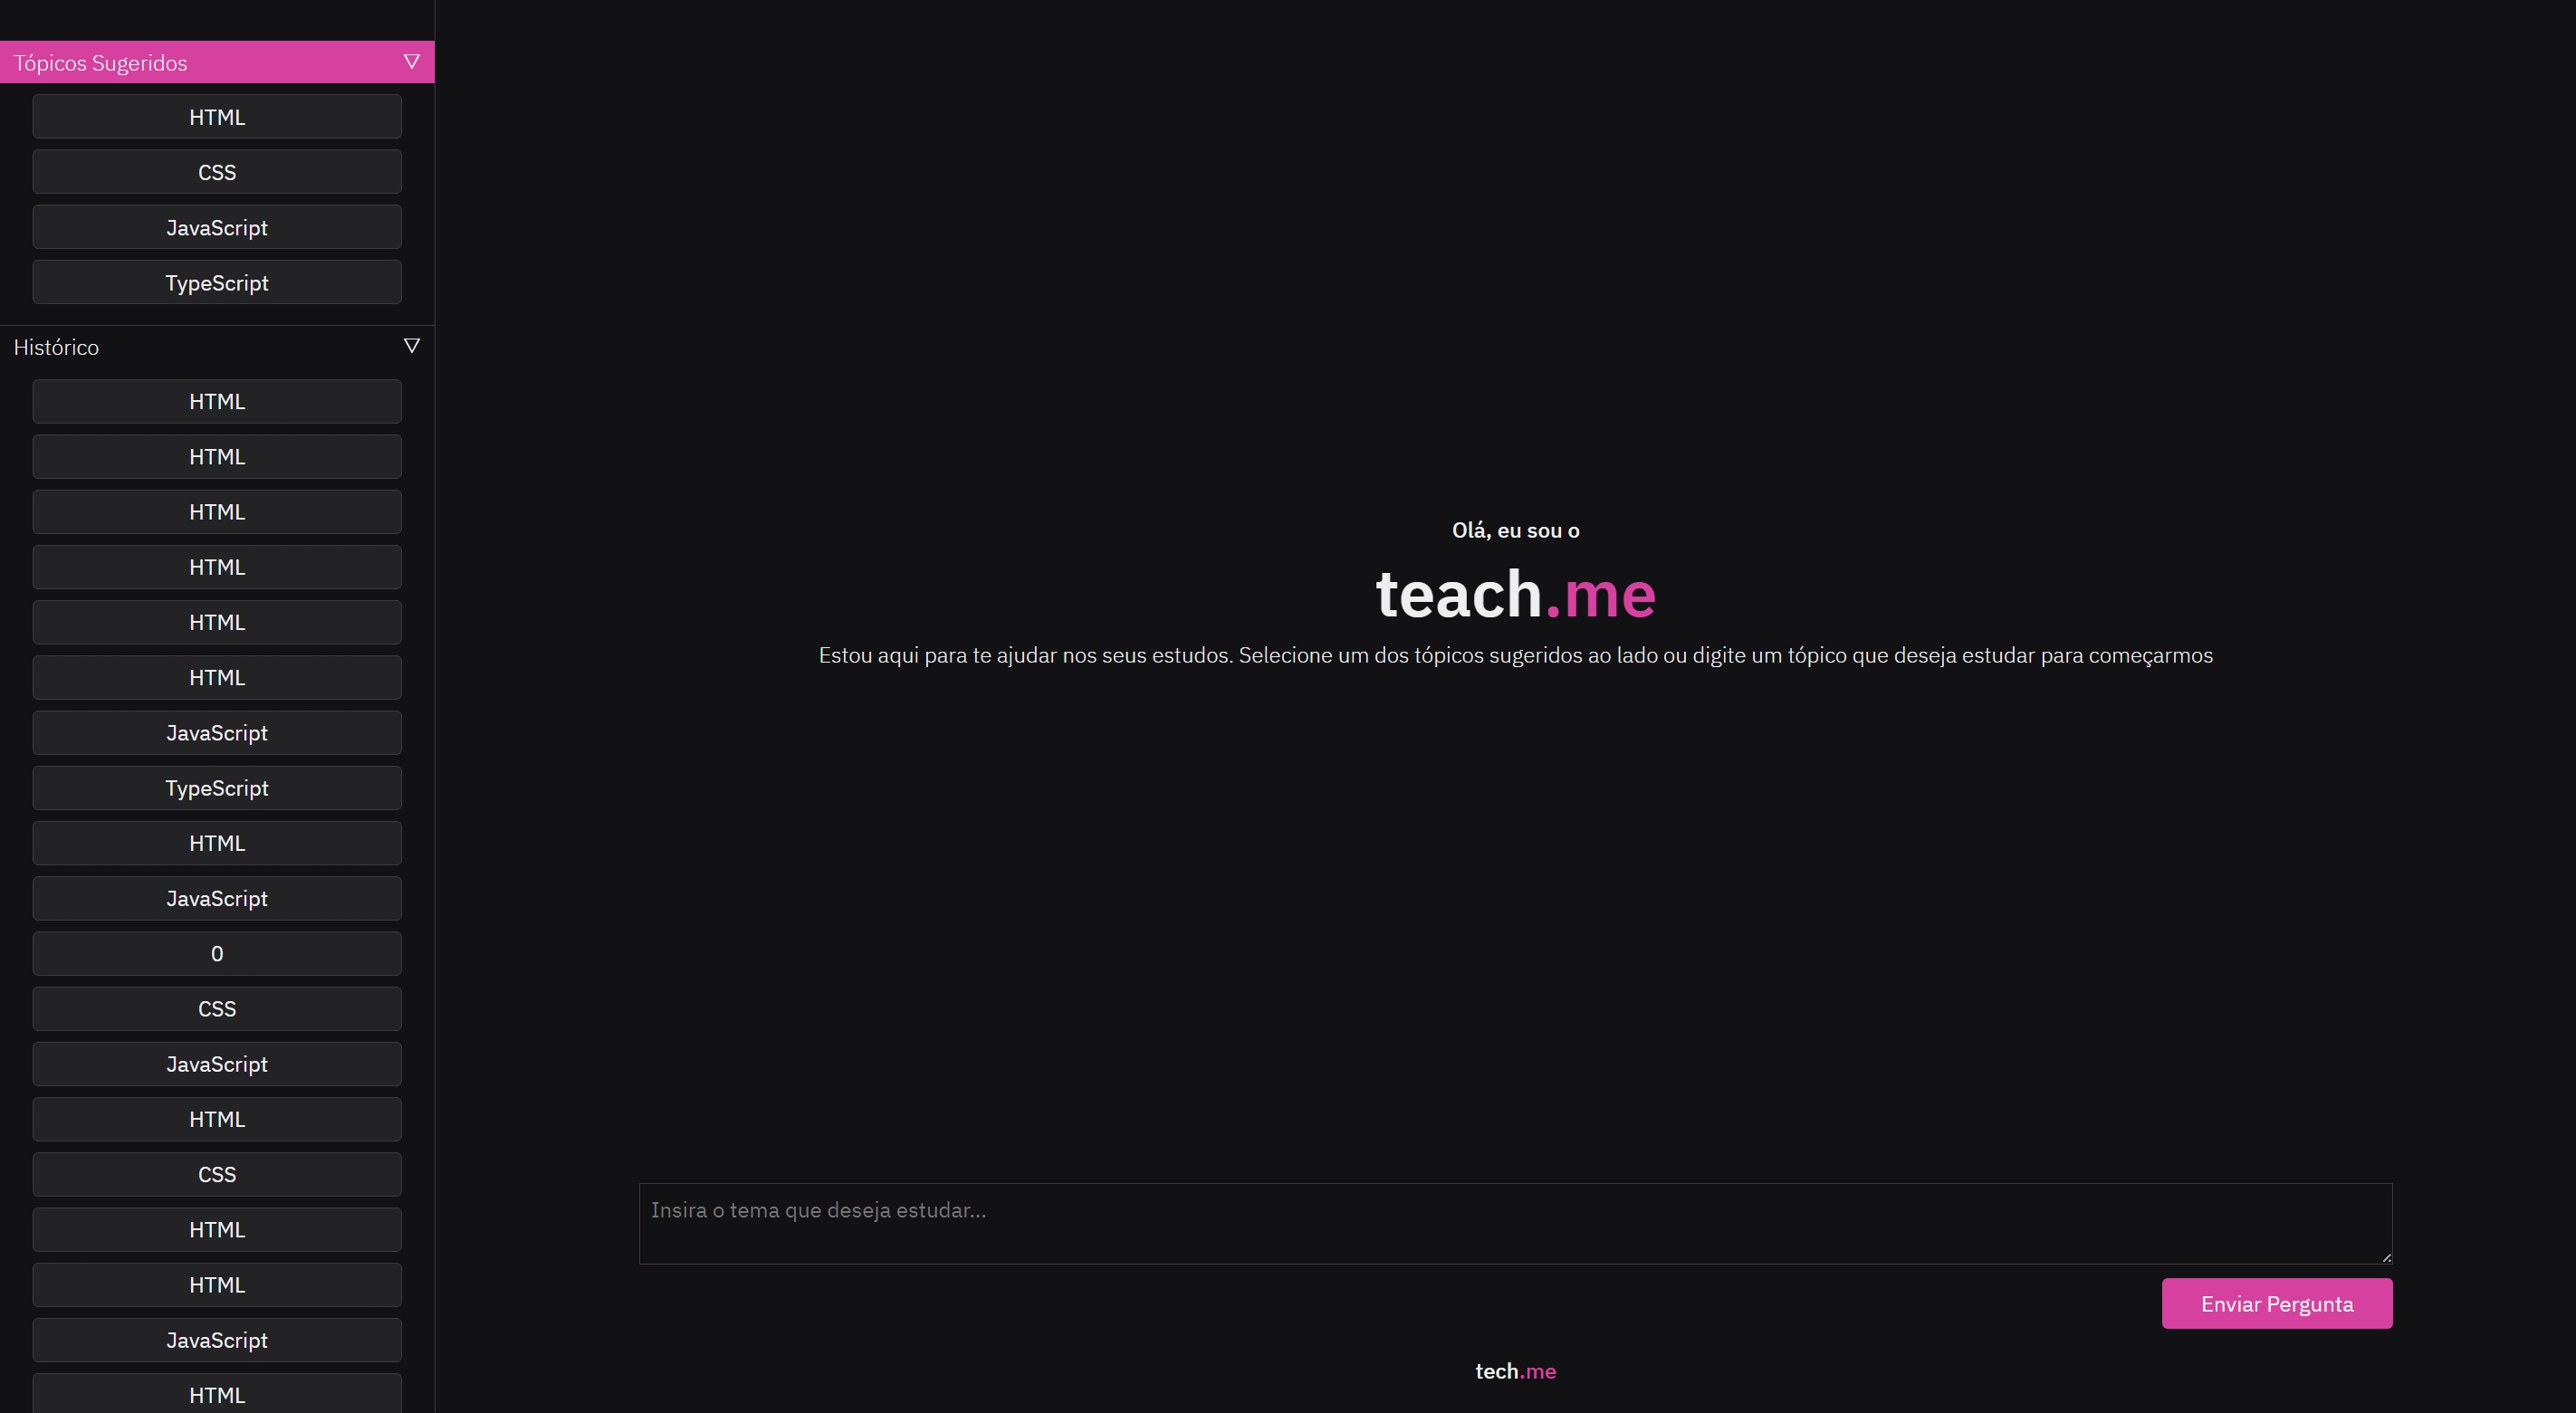 Tópicos Sugeridos
HTML
CSS
JavaScript
TypeScript
Histórico
HTML
HTML
HTML
HTML
HTML
HTML
JavaScript
TypeScript
HTML
JavaScript
0
CSS
JavaScript
HTML
CSS
HTML
HTML
JavaScript
HTML
Olá, eu sou o
teach.me
Estou aqui para te ajudar nos seus estudos. Selecione um dos tópicos sugeridos ao lado ou digite um tópico que deseja estudar para começarmos
Insira o tema que deseja estudar...
Enviar Pergunta
tech.me